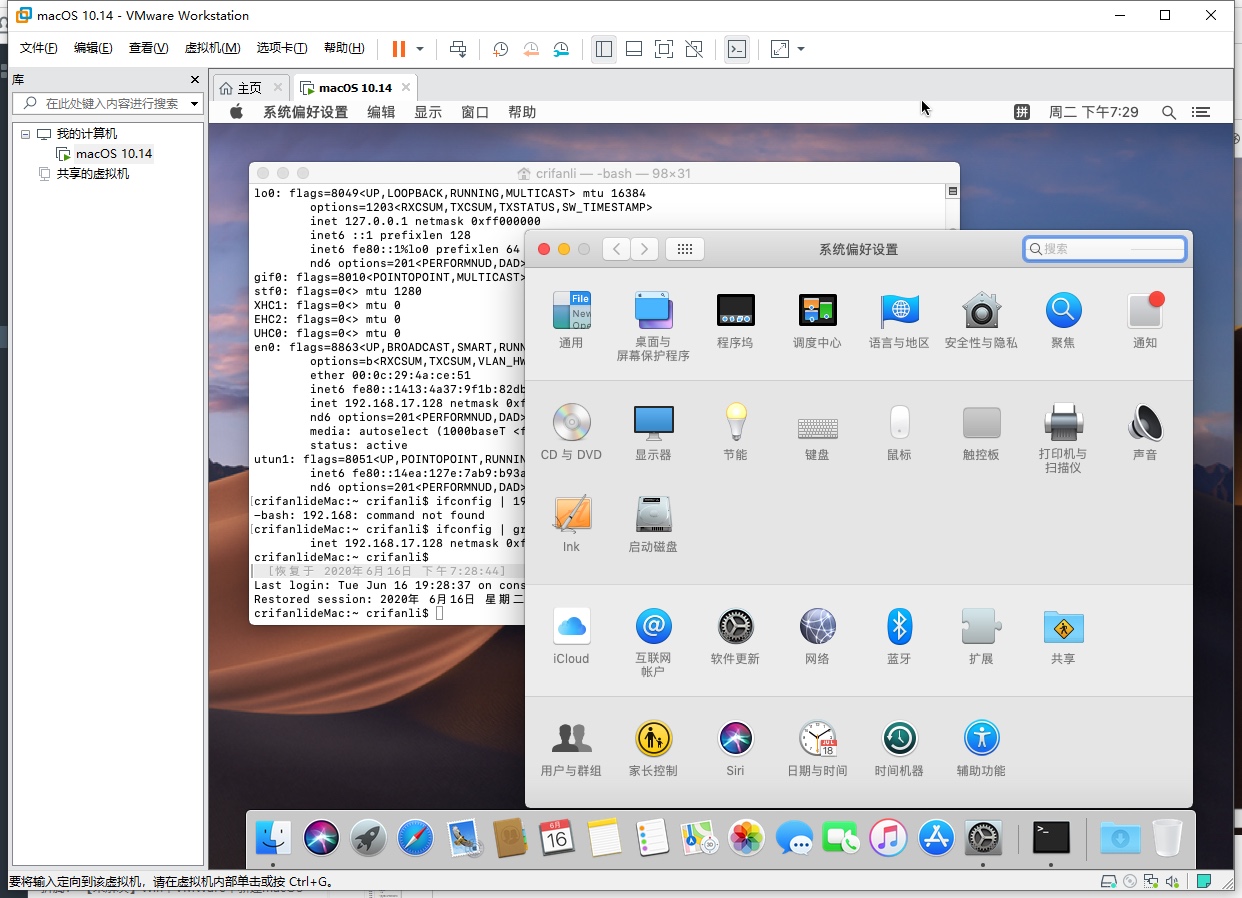 macOS 10.14 - VMware Workstation
文件(F) 编辑(E) 查看(V) 虚拟机(M) 选项卡(T) 帮助(H)
库
在此处键入内容进行搜索
我的计算机
macOS 10.14
共享的虚拟机
主页 macOS 10.14
系统偏好设置 编辑 显示 窗口 帮助 拼 周二 下午7:29
crifanli — -bash — 98×31
lo0: flags=8049<UP,LOOPBACK,RUNNING,MULTICAST> mtu 16384
options=1203<RXCSUM,TXCSUM,TXSTATUS,SW_TIMESTAMP>
inet 127.0.0.1 netmask 0xff000000
inet6 ::1 prefixlen 128
inet6 fe80::1%lo0 prefixlen 64
nd6 options=201<PERFORMNUD,DAD>
gif0: flags=8010<POINTOPOINT,MULTICAST>
stf0: flags=0<> mtu 1280
XHC1: flags=0<> mtu 0
EHC2: flags=0<> mtu 0
UHC0: flags=0<> mtu 0
en0: flags=8863<UP,BROADCAST,SMART,RUNN
options=b<RXCSUM,TXCSUM,VLAN_HW
ether 00:0c:29:4a:ce:51
inet6 fe80::1413:4a37:9f1b:82db
inet 192.168.17.128 netmask 0xf
nd6 options=201<PERFORMNUD,DAD>
media: autoselect (1000baseT <f
status: active
utun1: flags=8051<UP,POINTOPOINT,RUNNIN
inet6 fe80::14ea:127e:7ab9:b93a
nd6 options=201<PERFORMNUD,DAD>
[crifanlideMac:~ crifanli$ ifconfig | 19
-bash: 192.168: command not found
[crifanlideMac:~ crifanli$ ifconfig | gr
inet 192.168.17.128 netmask 0xf
crifanlideMac:~ crifanli$
[恢复于 2020年6月16日 下午7:28:44]
Last login: Tue Jun 16 19:28:37 on cons
Restored session: 2020年 6月16日 星期二
crifanlideMac:~ crifanli$
系统偏好设置
搜索
File
New
Ope
通用 桌面与 程序坞 调度中心 语言与地区 安全性与隐私 聚焦 通知
屏幕保护程序
CD 与 DVD 显示器 节能 键盘 鼠标 触控板 打印机与 声音
扫描仪
Ink 启动磁盘
iCloud 互联网 软件更新 网络 蓝牙 扩展 共享
帐户
JUL
18
用户与群组 家长控制 Siri 日期与时间 时间机器 辅助功能
6月
16
要将输入定向到该虚拟机，请在虚拟机内部单击或按 Ctrl+G。